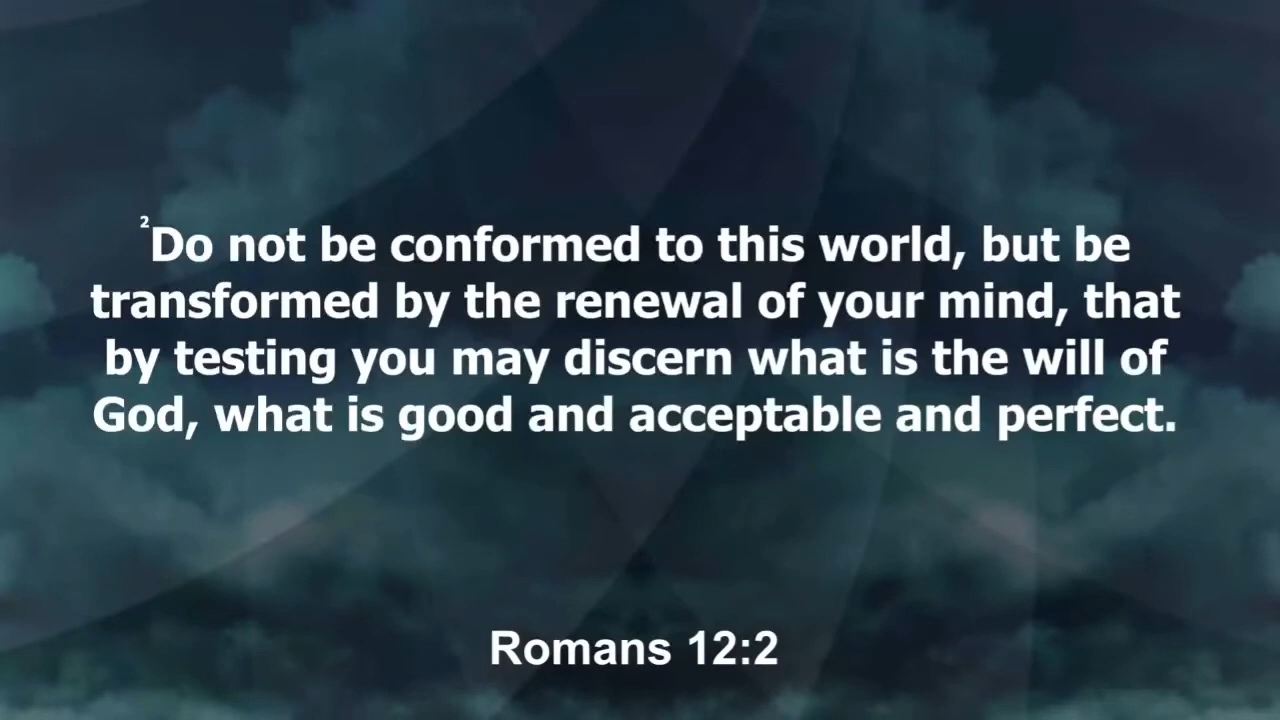 ²Do not be conformed to this world, but be
transformed by the renewal of your mind, that
by testing you may discern what is the will of
God, what is good and acceptable and perfect.
Romans 12:2